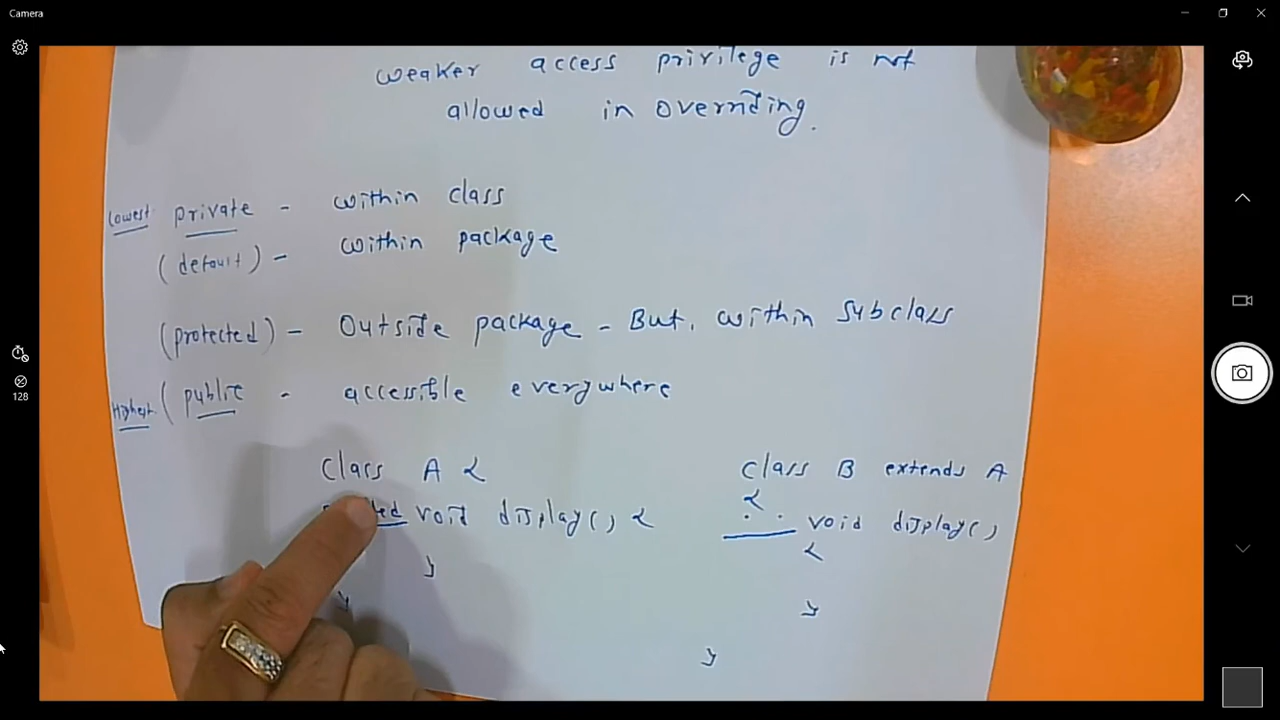 Camera
weaker access privilege is not
allowed in overriding.
Lowest private - within class
(default) - within package
(protected) - Outside package - But, within subclass
Highest (public - accessible everywhere
class A {
void display() {
}
}
class B extends A
{
.. void display()
{
}
}
128